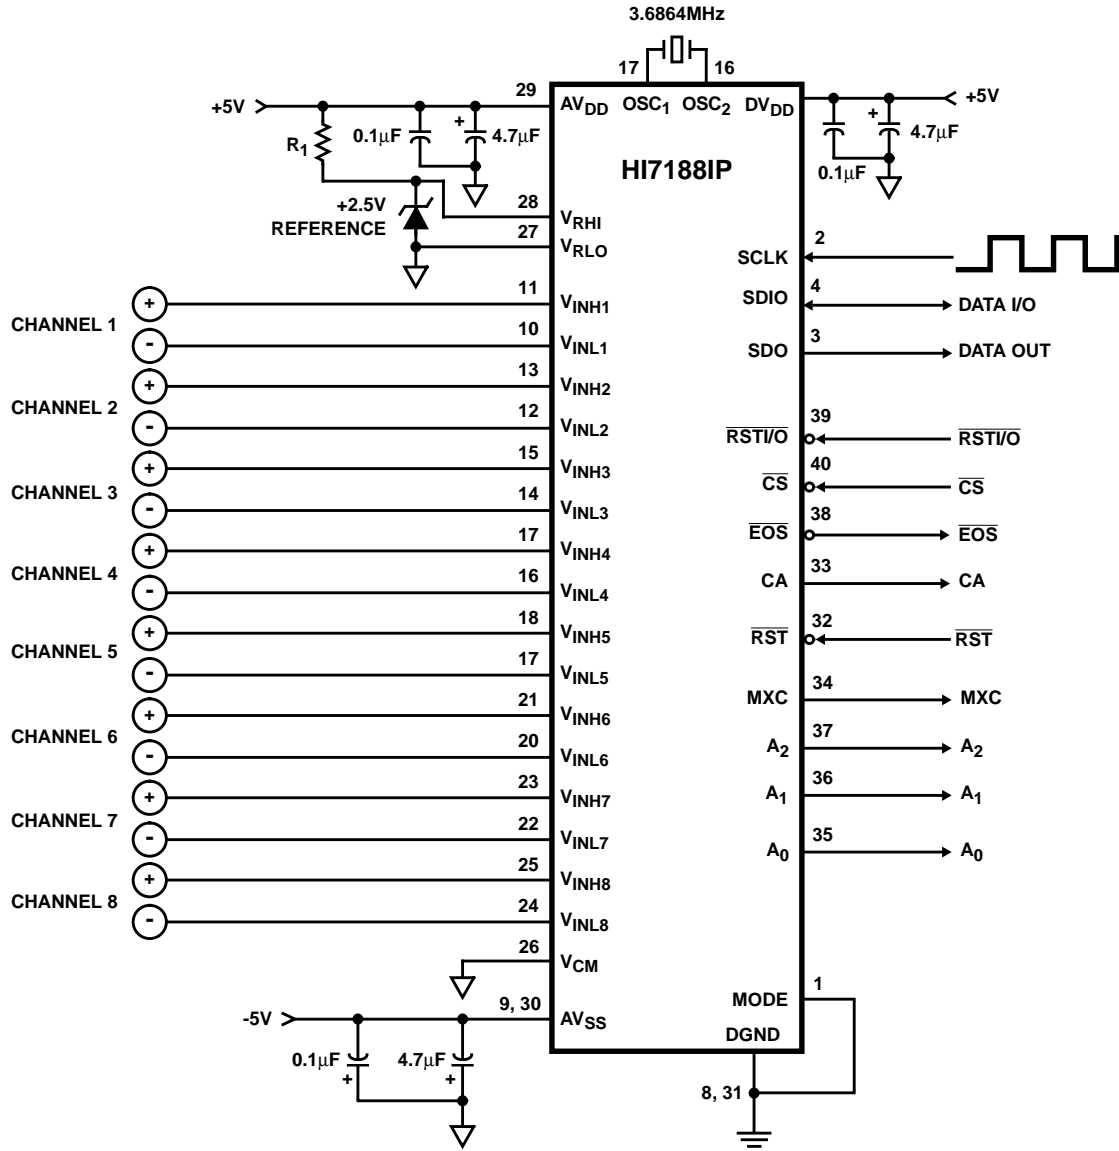 3.6864MHz
17 16
29
+5V AVDD OSC1 OSC2 DVDD +5V
R1 0.1μF + 4.7μF
+ 4.7μF
0.1μF
HI7188IP
+2.5V
REFERENCE
28
VRHI
27
VRLO
2
SCLK
4
SDIO DATA I/O
3
SDO DATA OUT
39
RSTI/O RSTI/O
40
CS CS
38
EOS EOS
33
CA CA
32
RST RST
34
MXC MXC
37
A2 A2
36
A1 A1
35
A0 A0
CHANNEL 1
+ 11 VINH1
- 10 VINL1
CHANNEL 2
+ 13 VINH2
- 12 VINL2
CHANNEL 3
+ 15 VINH3
- 14 VINL3
CHANNEL 4
+ 17 VINH4
- 16 VINL4
CHANNEL 5
+ 18 VINH5
- 17 VINL5
CHANNEL 6
+ 21 VINH6
- 20 VINL6
CHANNEL 7
+ 23 VINH7
- 22 VINL7
CHANNEL 8
+ 25 VINH8
- 24 VINL8
26
VCM
9, 30
-5V AVSS
0.1μF + 4.7μF +
1
MODE
DGND
8, 31